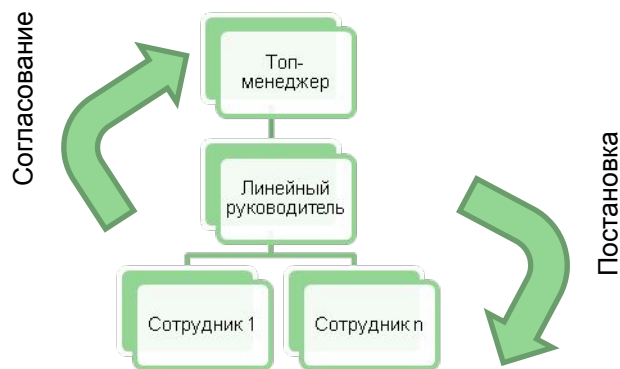 Согласование
Топ-
менеджер
Линейный
руководитель
Постановка
Сотрудник 1
Сотрудник n